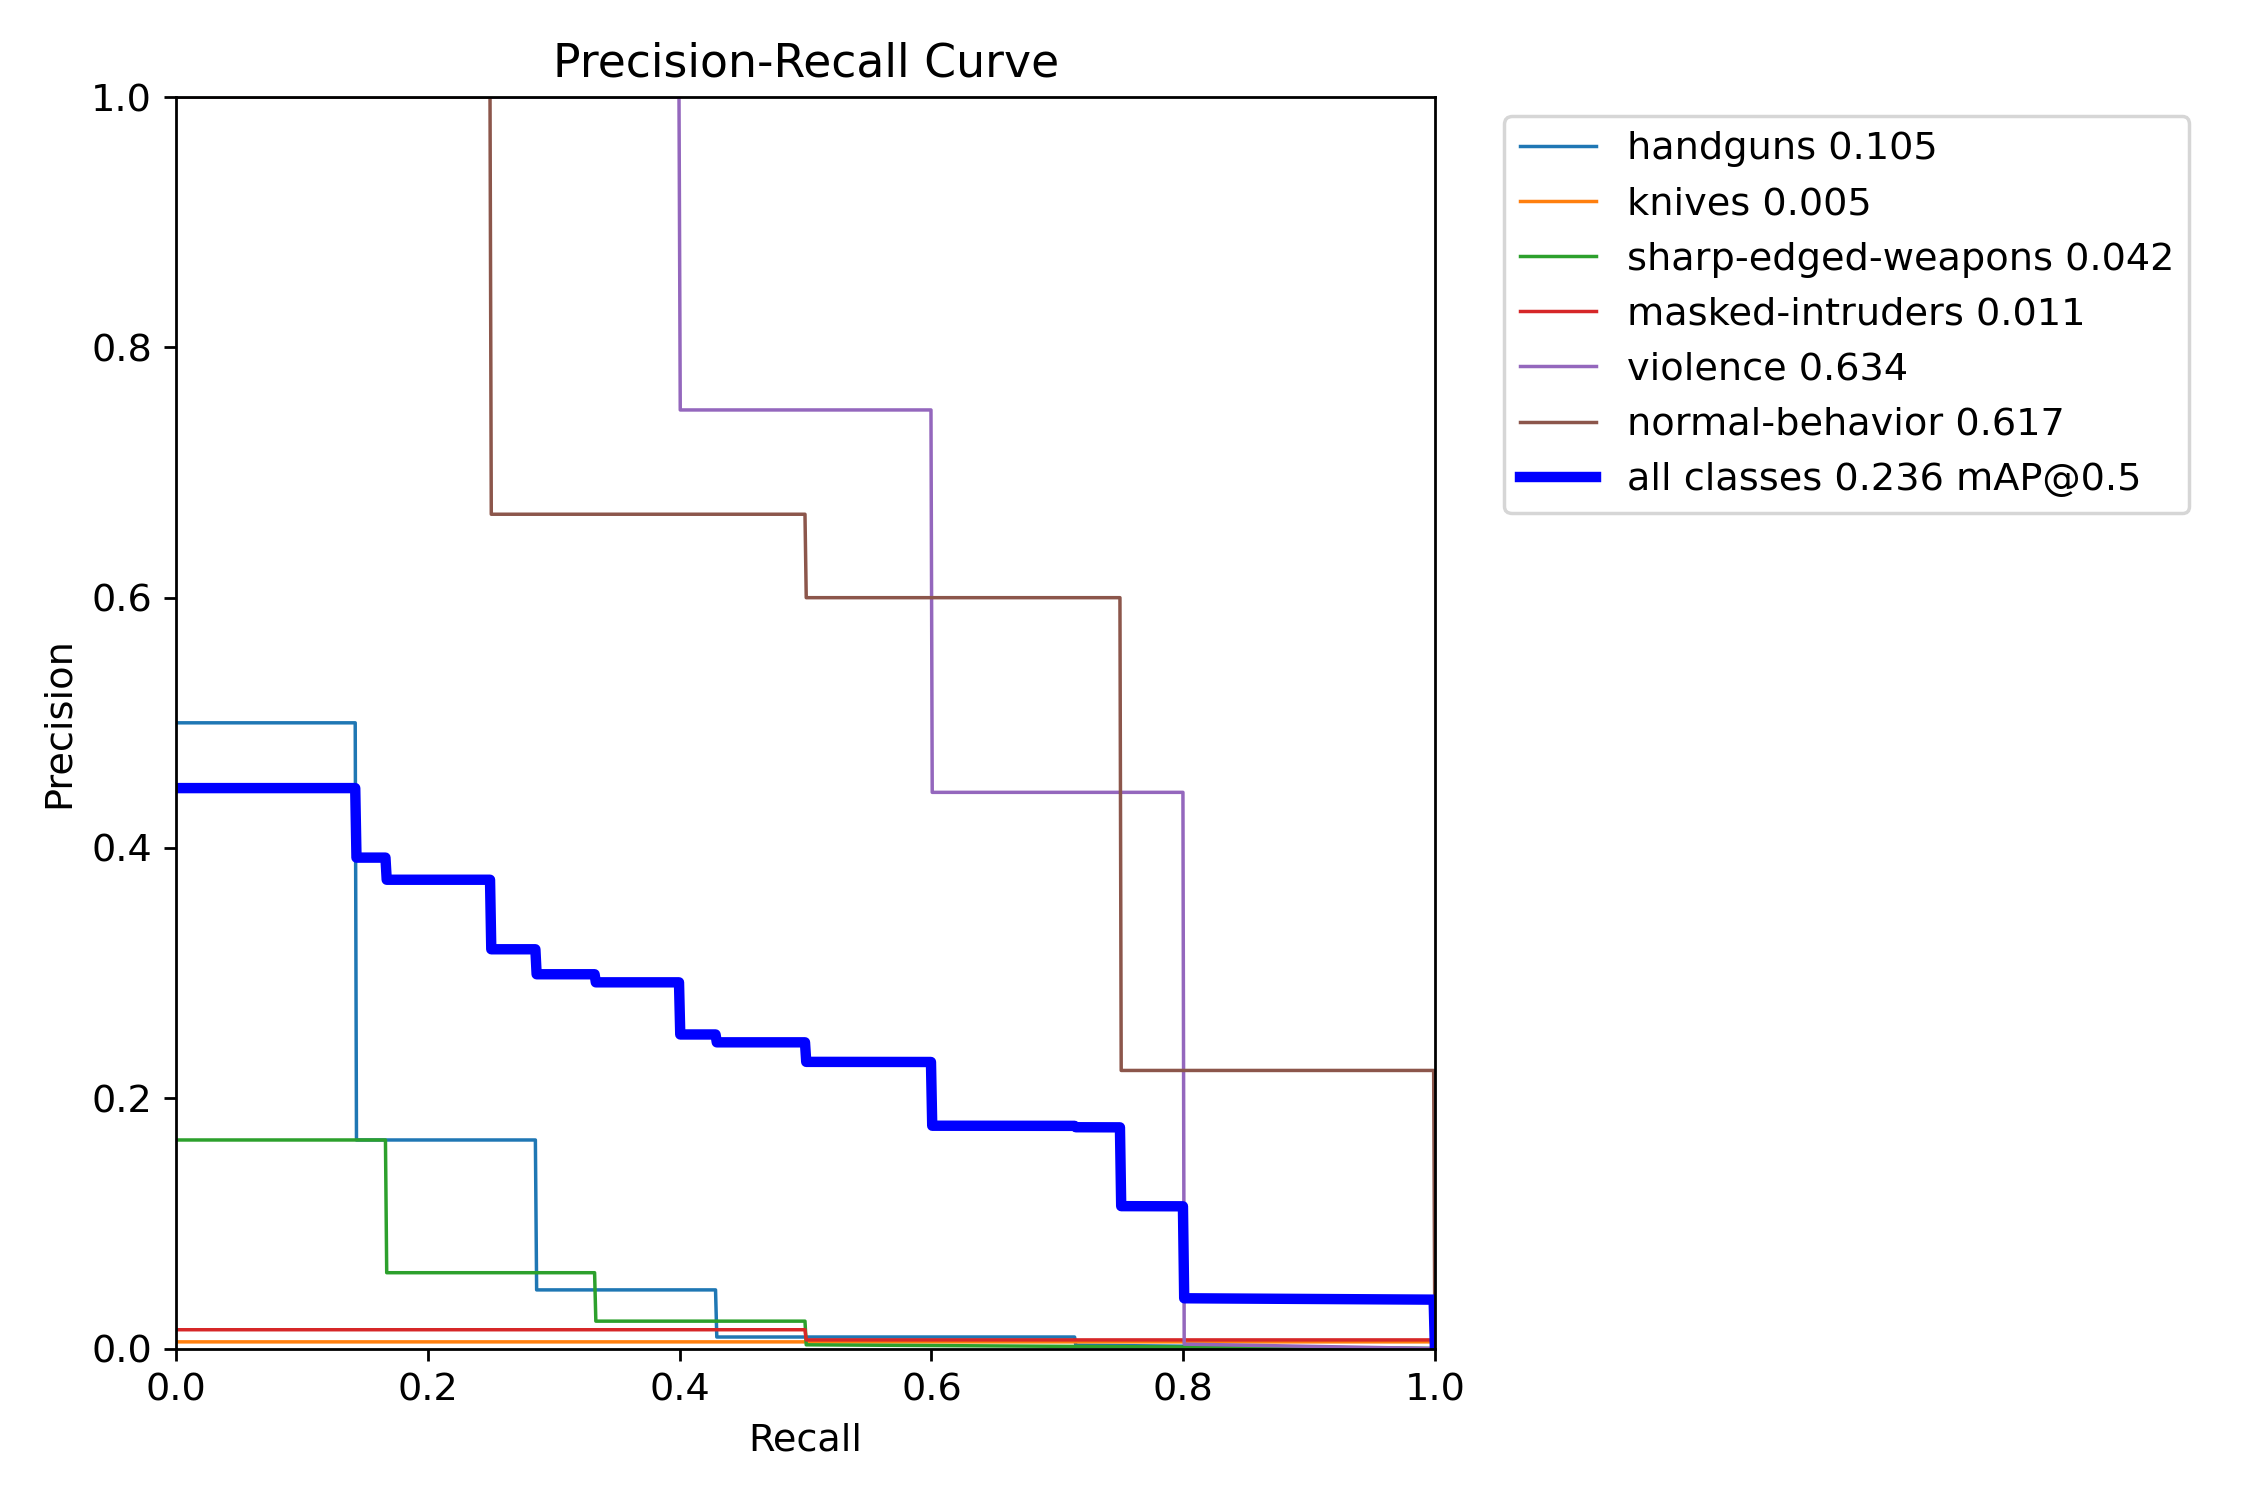 Precision-Recall Curve
1.0
0.8
0.6
0.4
0.2
0.0
Precision
0.0 0.2 0.4 0.6 0.8 1.0
Recall
handguns 0.105
knives 0.005
sharp-edged-weapons 0.042
masked-intruders 0.011
violence 0.634
normal-behavior 0.617
all classes 0.236 mAP@0.5